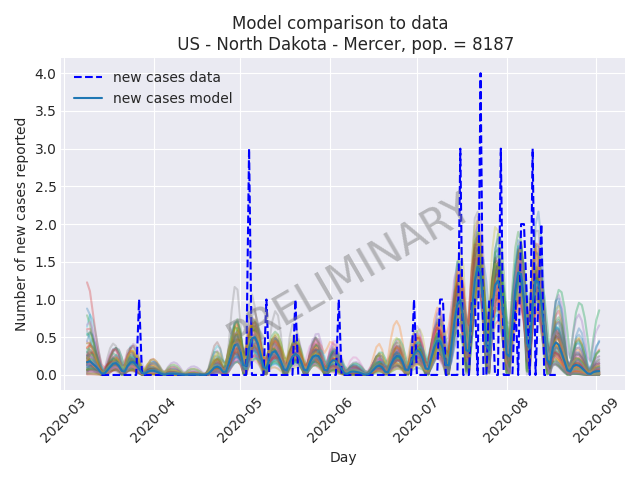 Model comparison to data
US - North Dakota - Mercer, pop. = 8187
new cases data
new cases model
PRELIMINARY
Number of new cases reported
4.0
3.5
3.0
2.5
2.0
1.5
1.0
0.5
0.0
2020-03
2020-04
2020-05
2020-06
2020-07
2020-08
2020-09
Day